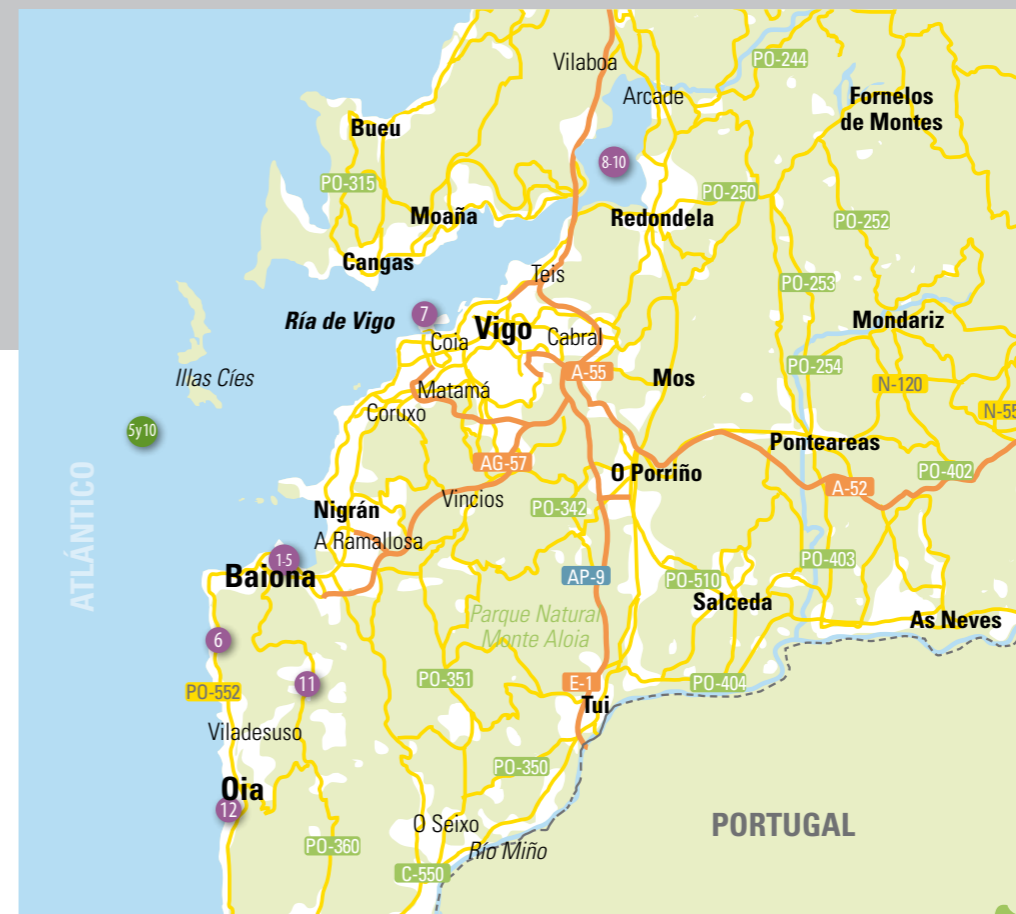 Vilaboa
PO-244
Arcade
Fornelos
de Montes
Bueu
8-10
PO-315
PO-250
Moaña
Redondela
PO-252
Cangas
Teis
PO-253
7
Ría de Vigo
Vigo
Cabral
Mondariz
Coia
Illas Cíes
A-55
PO-254
Mos
N-120
Matamá
Coruxo
N-55
5y10
Ponteareas
AG-57
O Porriño
PO-402
A-52
ATLÁNTICO
Vincios
Nigrán
PO-342
A Ramallosa
1-5
PO-403
Baiona
AP-9
PO-510
Salceda
Parque Natural
Monte Aloia
As Neves
6
11
PO-351
E-1
PO-404
PO-552
Tui
Viladesuso
PO-350
Oia
12
O Seixo
PORTUGAL
PO-360
Río Miño
C-550